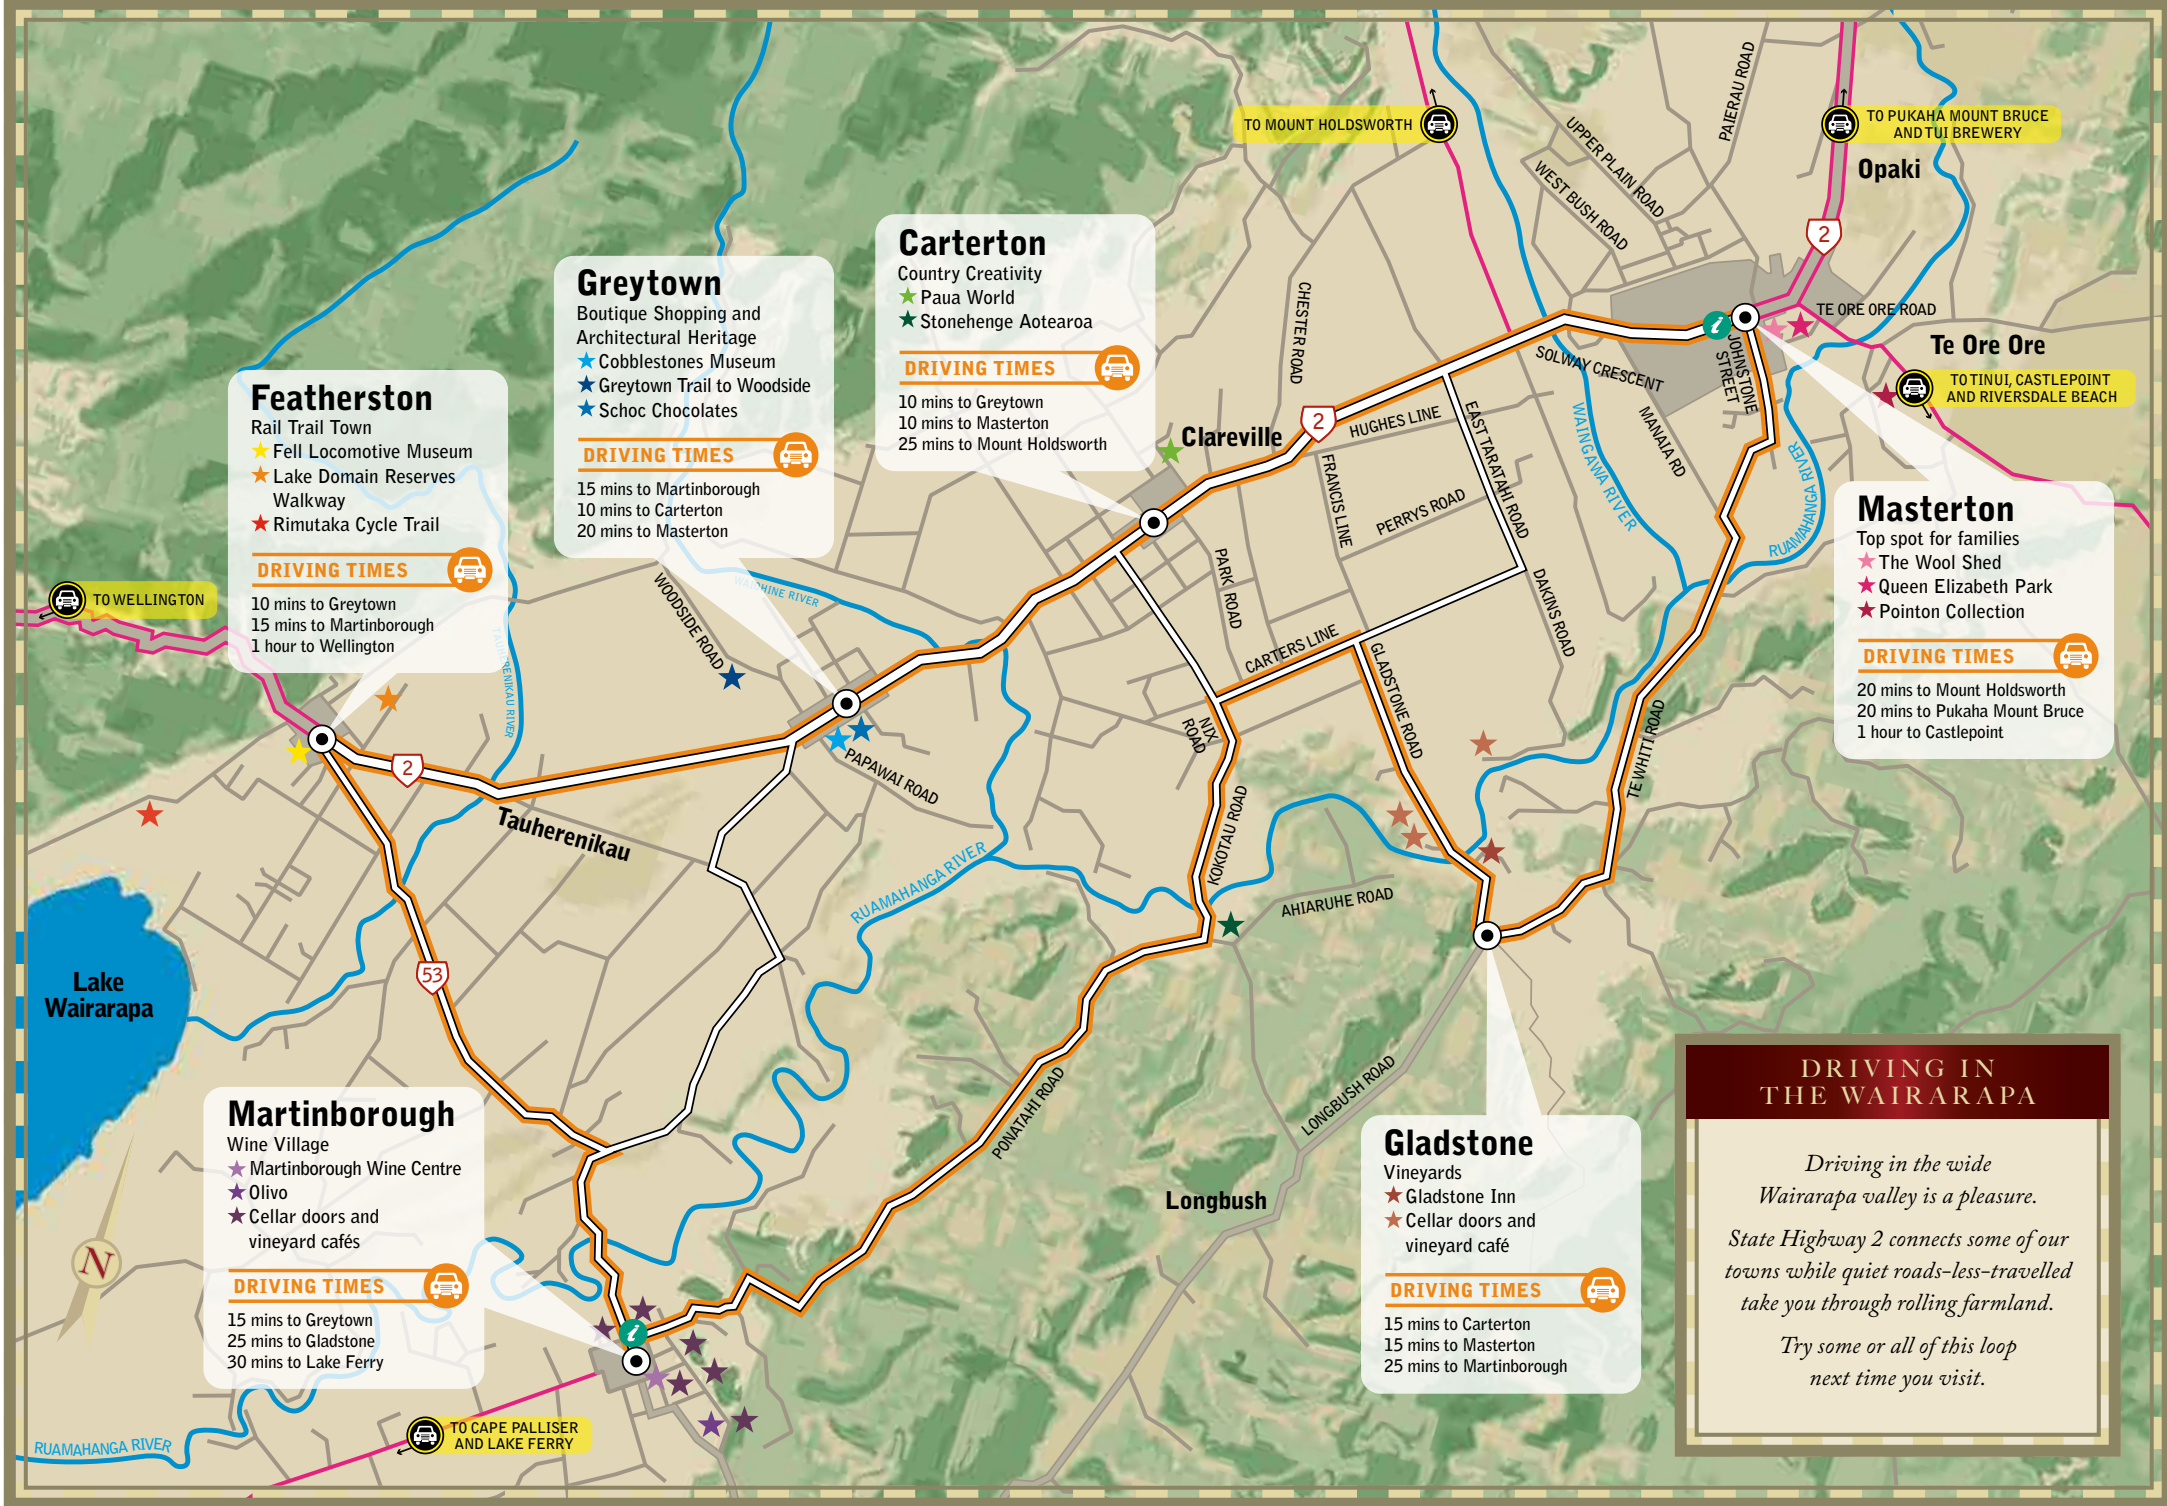 TO MOUNT HOLDSWORTH
TO PUKAHA MOUNT BRUCE
AND TUI BREWERY
Opaki
PAIERAU ROAD
UPPER PLAIN ROAD
WEST BUSH ROAD
2
TE ORE ORE ROAD
Te Ore Ore
TO TINUI, CASTLEPOINT
AND RIVERSDALE BEACH
i
JOHNSTONE
STREET
SOLWAY CRESCENT
MANAIA RD
WAINGAWA RIVER
RUAMAHANGA RIVER
Carterton
Country Creativity
Paua World
Stonehenge Aotearoa
DRIVING TIMES
10 mins to Greytown
10 mins to Masterton
25 mins to Mount Holdsworth
Greytown
Boutique Shopping and
Architectural Heritage
Cobblestones Museum
Greytown Trail to Woodside
Schoc Chocolates
DRIVING TIMES
15 mins to Martinborough
10 mins to Carterton
20 mins to Masterton
Featherston
Rail Trail Town
Fell Locomotive Museum
Lake Domain Reserves
Walkway
Rimutaka Cycle Trail
DRIVING TIMES
10 mins to Greytown
15 mins to Martinborough
1 hour to Wellington
TO WELLINGTON
CHESTER ROAD
Clareville
2
HUGHES LINE
FRANCIS LINE
PERRYS ROAD
EAST TARATAHI ROAD
DAKINS ROAD
PARK ROAD
CARTERS LINE
GLADSTONE ROAD
NIX
ROAD
KOKOTAU ROAD
TE WHITI ROAD
AHIARUHE ROAD
WOODSIDE ROAD
WAIOHINE RIVER
TAUHERENIKAU RIVER
PAPAWAI ROAD
2
Tauherenikau
RUAMAHANGA RIVER
53
Lake
Wairarapa
Masterton
Top spot for families
The Wool Shed
Queen Elizabeth Park
Pointon Collection
DRIVING TIMES
20 mins to Mount Holdsworth
20 mins to Pukaha Mount Bruce
1 hour to Castlepoint
PONATAHI ROAD
LONGBUSH ROAD
Longbush
Martinborough
Wine Village
Martinborough Wine Centre
Olivo
Cellar doors and
vineyard cafés
DRIVING TIMES
15 mins to Greytown
25 mins to Gladstone
30 mins to Lake Ferry
N
i
TO CAPE PALLISER
AND LAKE FERRY
RUAMAHANGA RIVER
Gladstone
Vineyards
Gladstone Inn
Cellar doors and
vineyard café
DRIVING TIMES
15 mins to Carterton
15 mins to Masterton
25 mins to Martinborough
DRIVING IN
THE WAIRARAPA
Driving in the wide
Wairarapa valley is a pleasure.
State Highway 2 connects some of our
towns while quiet roads-less-travelled
take you through rolling farmland.
Try some or all of this loop
next time you visit.